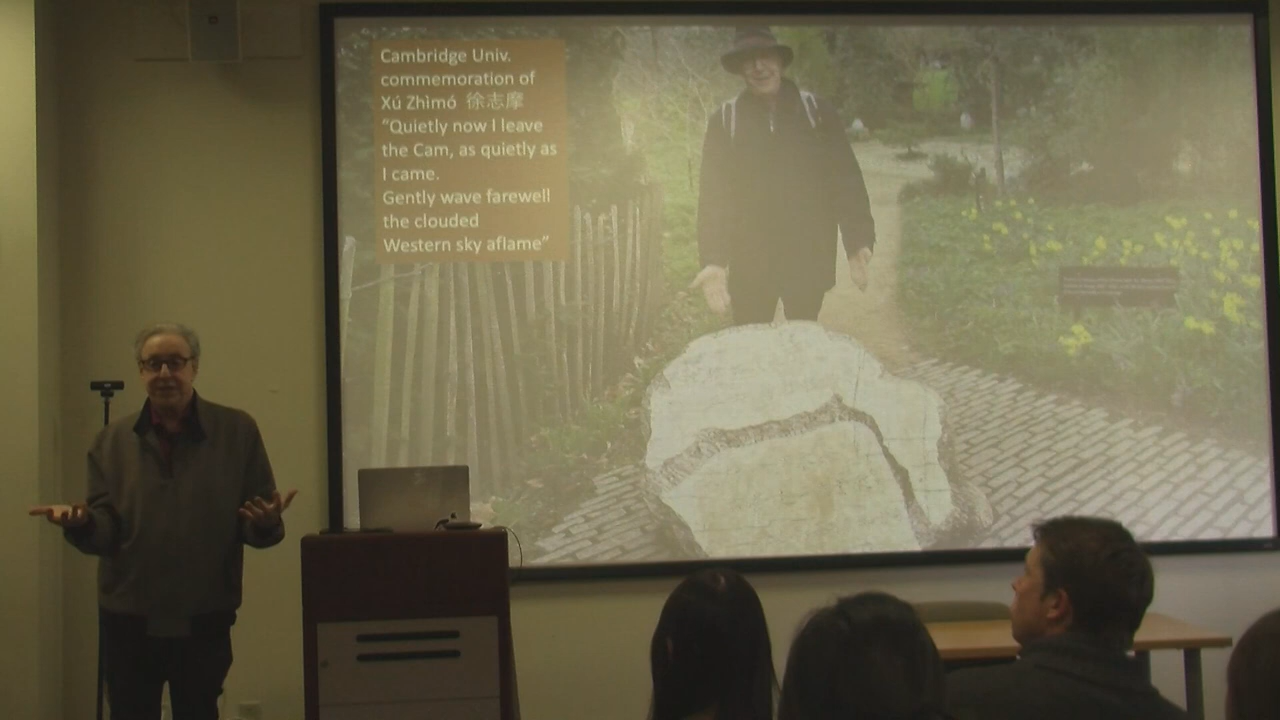 Cambridge Univ.
commemoration of
Xú Zhìmó 徐志摩
“Quietly now I leave
the Cam, as quietly as
I came.
Gently wave farewell
the clouded
Western sky aflame”